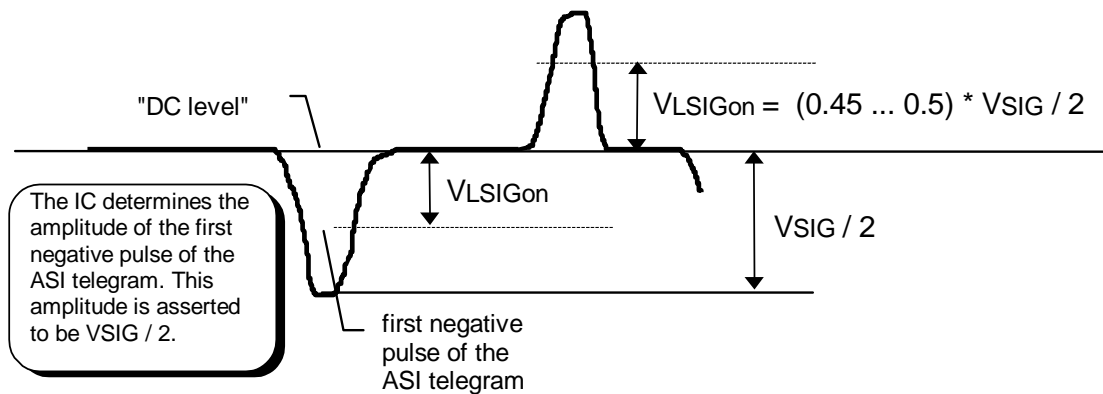 "DC level"
VLSIGon = (0.45 ... 0.5) * VSIG / 2
The IC determines the
amplitude of the first
negative pulse of the
ASI telegram. This
amplitude is asserted
to be VSIG / 2.
VLSIGon
VSIG / 2
first negative
pulse of the
ASI telegram